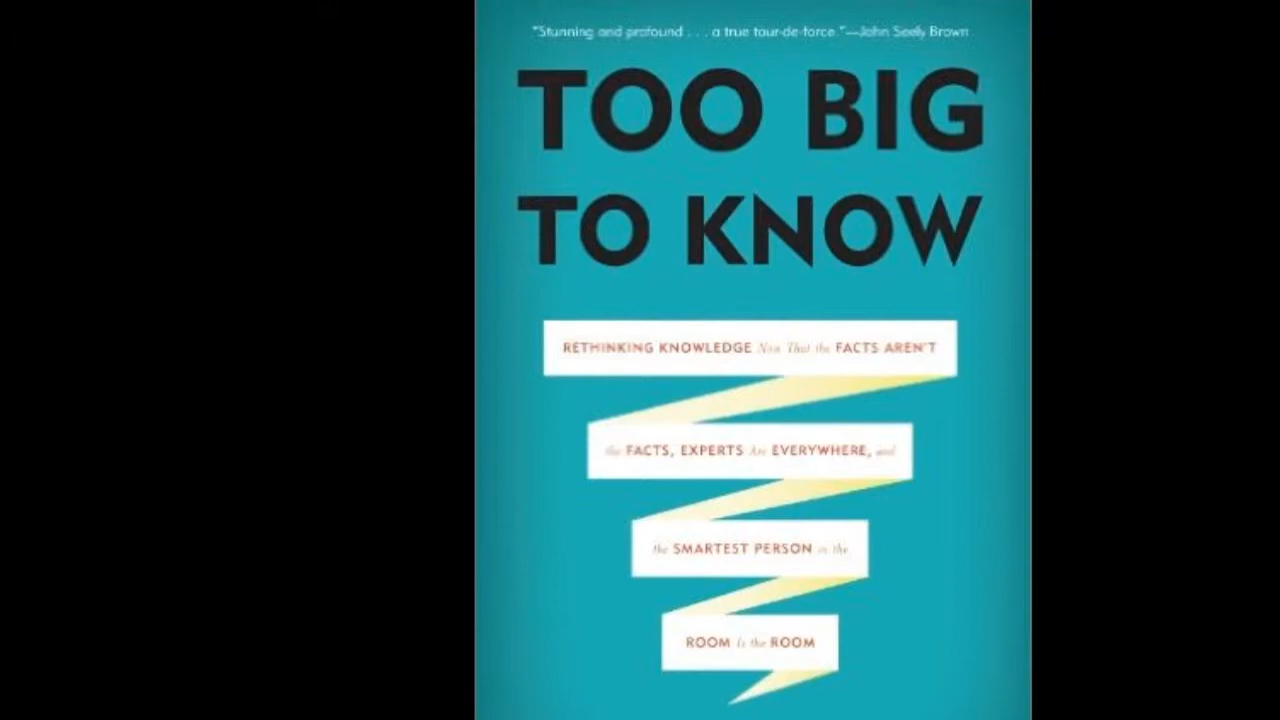 "Stunning and profound . . . a true tour-de-force."—John Seely Brown
TOO BIG
TO KNOW
RETHINKING KNOWLEDGE Now That the FACTS AREN'T
the FACTS, EXPERTS Are EVERYWHERE, and
the SMARTEST PERSON in the
ROOM Is the ROOM